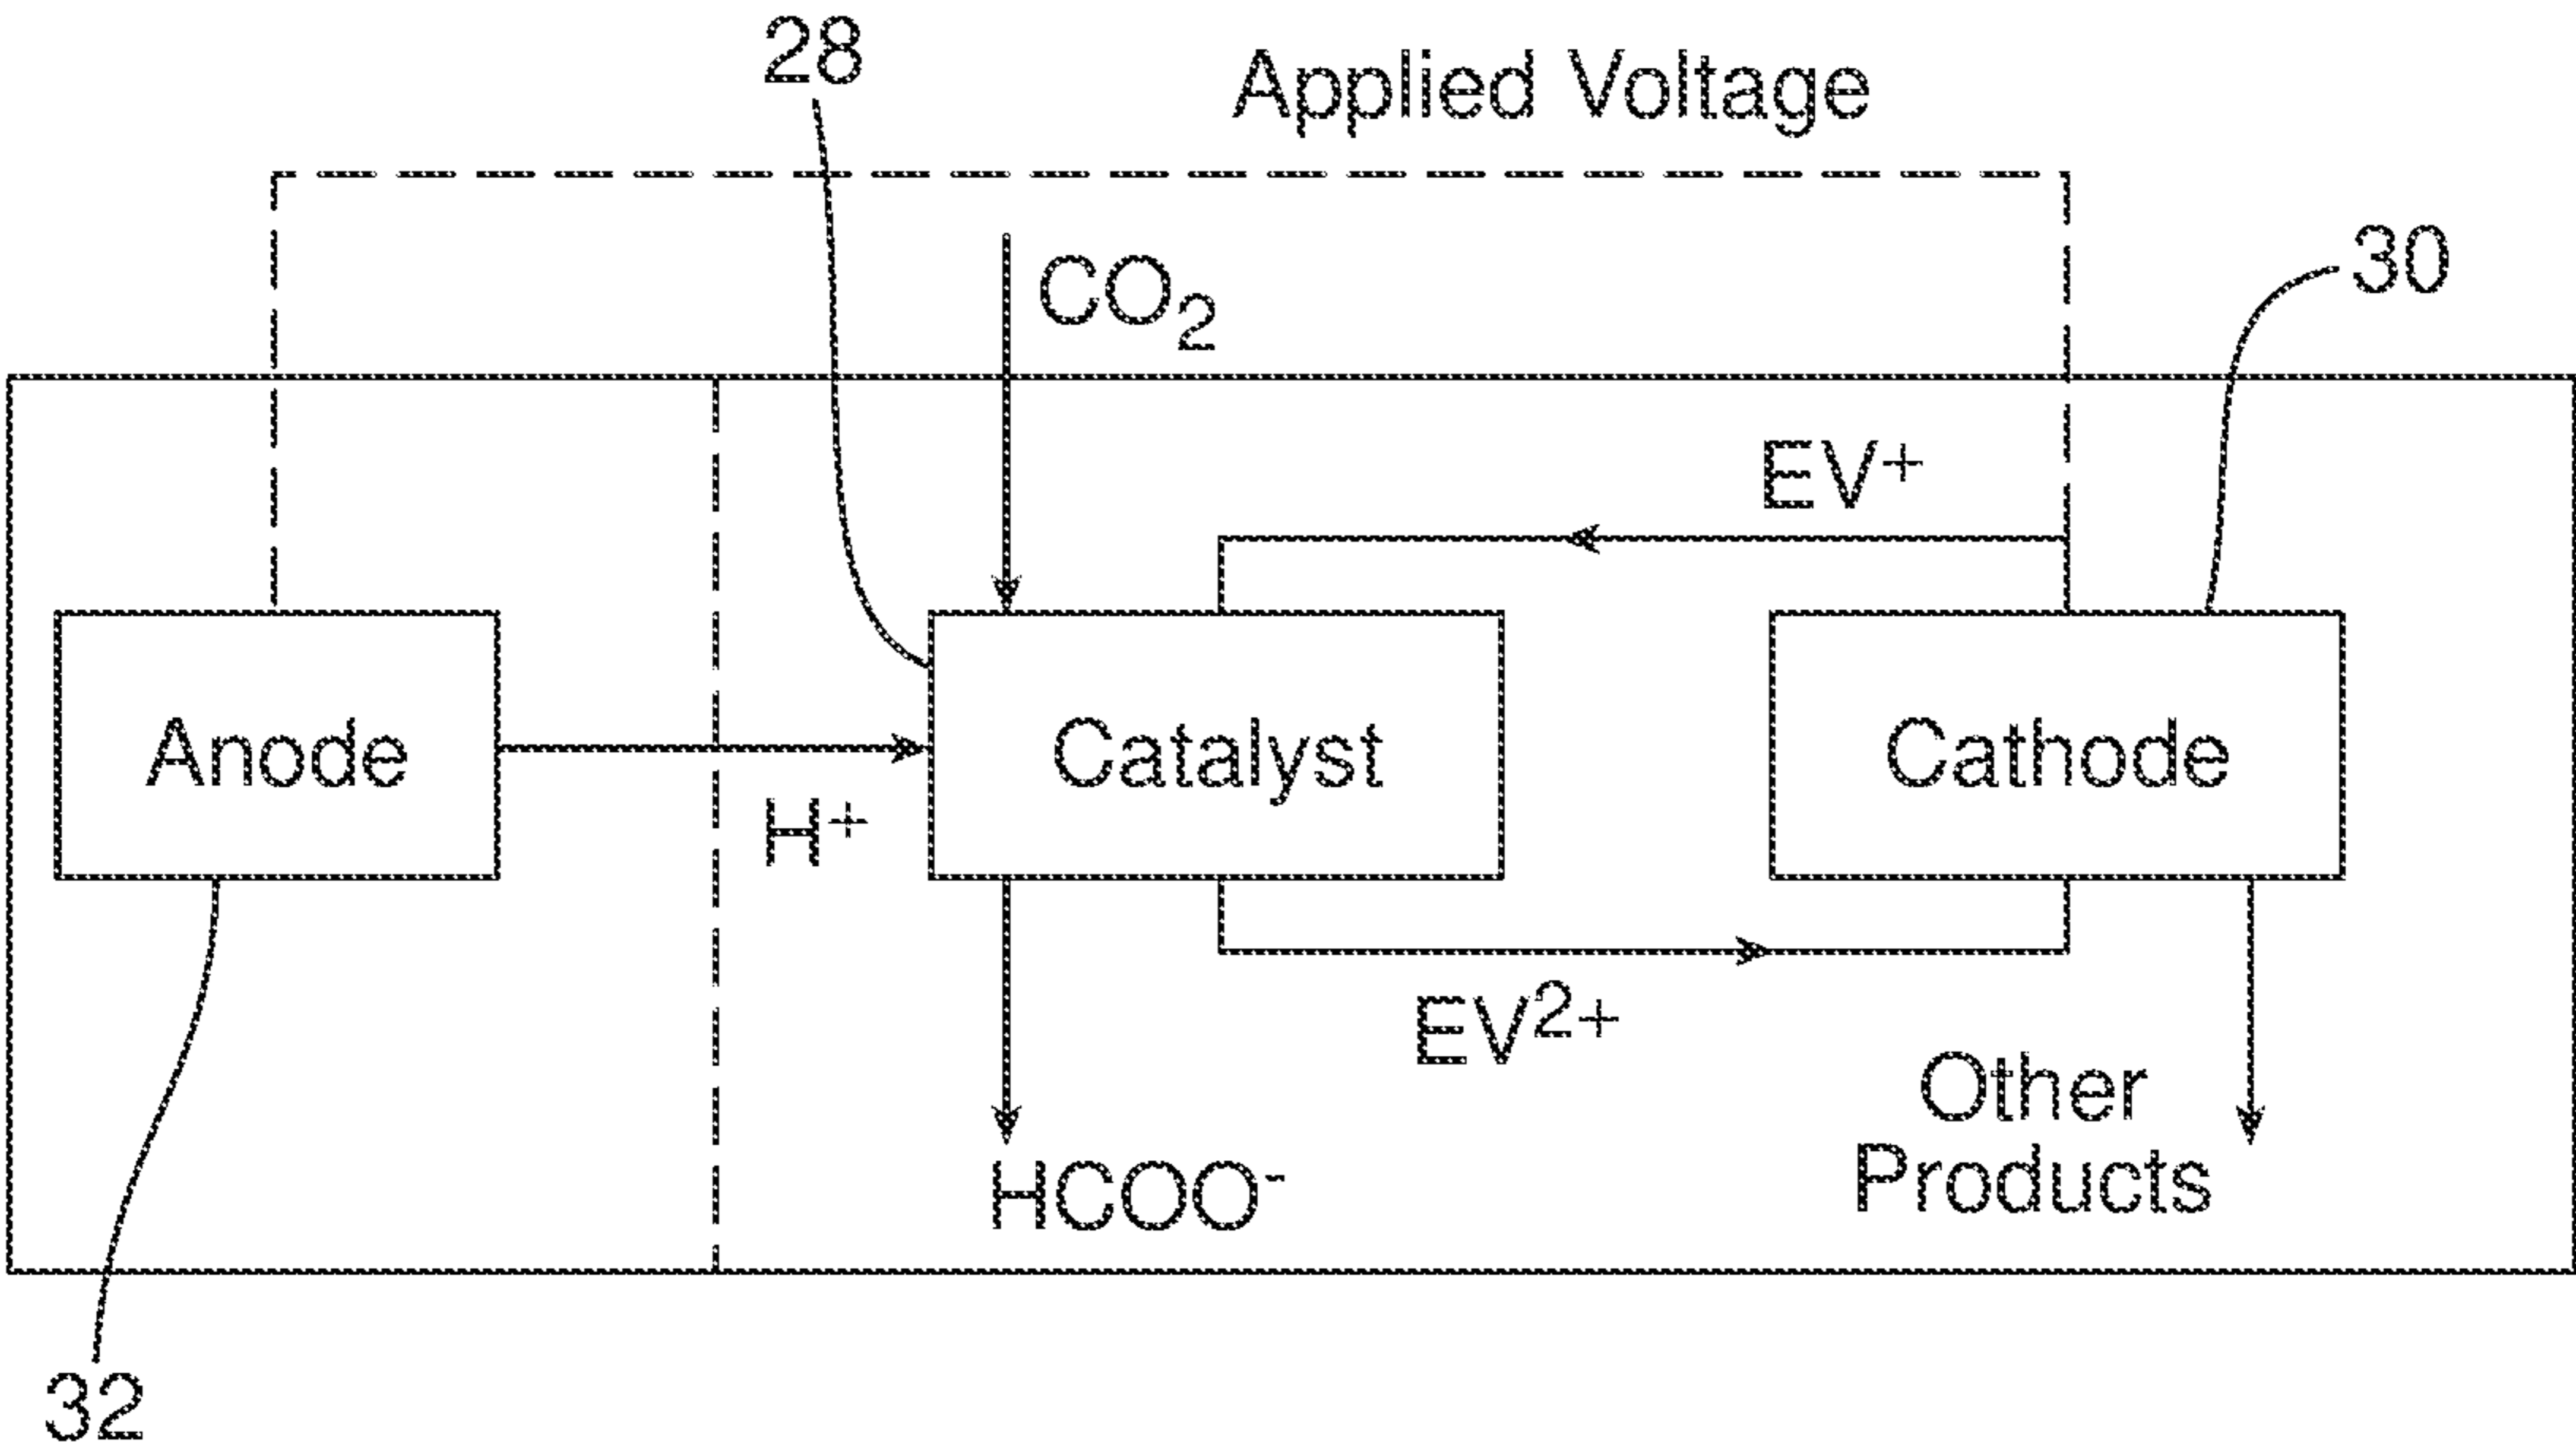 28
Applied Voltage
CO₂
30
EV⁺
Anode
Catalyst
Cathode
H⁺
EV²⁺
Other
Products
HCOO⁻
32